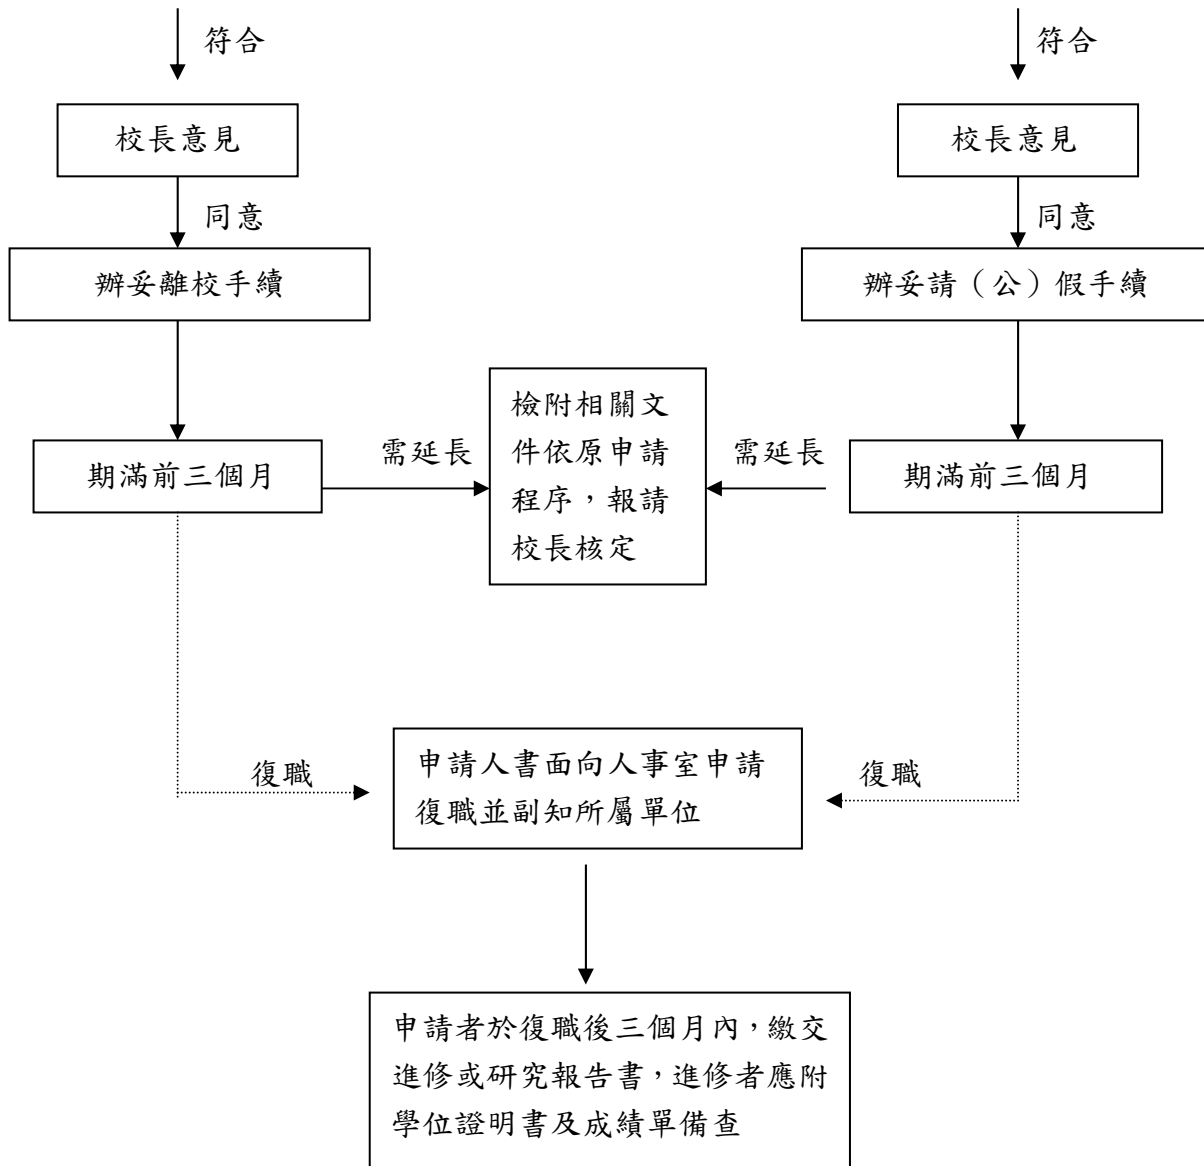 符合
符合
校長意見
校長意見
同意
同意
辦妥離校手續
辦妥請（公）假手續
檢附相關文
件依原申請
程序，報請
校長核定
需延長
需延長
期滿前三個月
期滿前三個月
復職
申請人書面向人事室申請
復職並副知所屬單位
復職
申請者於復職後三個月內，繳交
進修或研究報告書，進修者應附
學位證明書及成績單備查